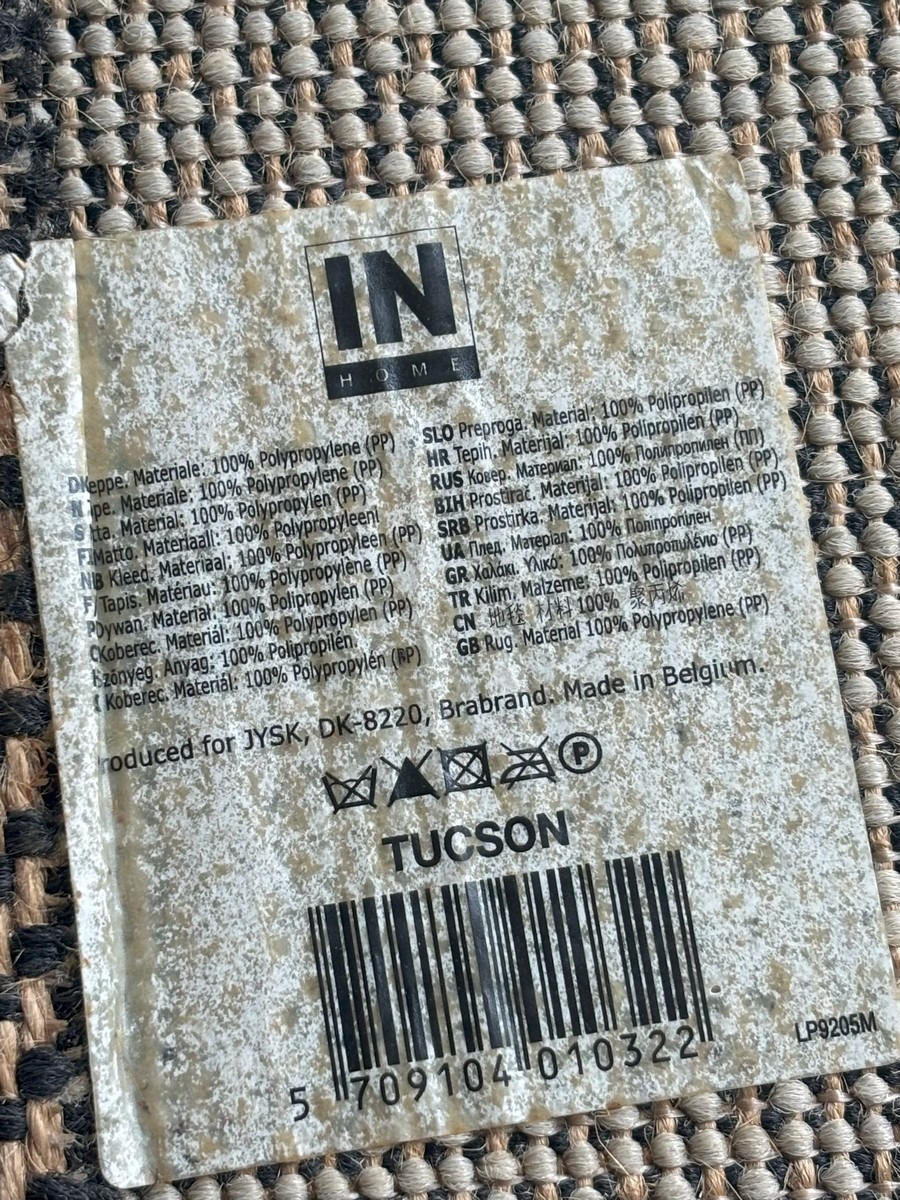 IN
HOME
DK eppe. Materiale: 100% Polypropylene (PP)
N pe. Materiale: 100% Polypropylene (PP)
S tta. Material: 100% Polypropylen (PP)
FI Matto. Materiaali: 100% Polypropyleeni
NB Kleed. Materiaal: 100% Polypropyleen (PP)
F Tapis. Matériau: 100% Polypropylène (PP)
P Dywan. Materiał: 100% Polipropylen (PP)
Koberec. Materiál: 100% Polypropylen (PP)
szőnyeg. Anyag: 100% Polipropilén.
Koberec. Materiál: 100% Polypropylén (PP)
SLO Preproga. Material: 100% Polipropilen (PP)
HR Tepih. Materijal: 100% Polipropilen (PP)
RUS Ковер. Материал: 100% Полипропилен (ПП)
BIH Prostirač. Materijal: 100% Polipropilen (PP)
SRB Prostirka. Materijal: 100% Polipropilen (PP)
UA Плед. Матеріал: 100% Поліпропілен
GR Χαλάκι. Υλικό: 100% Πολυπροπυλένιο (PP)
TR Kilim. Malzeme: 100% Polipropilen (PP)
CN 地毯 材料 100% 聚丙烯
GB Rug. Material 100% Polypropylene (PP)
roduced for JYSK, DK-8220, Brabrand. Made in Belgium.
P
TUCSON
5 709104 010322
LP9205M